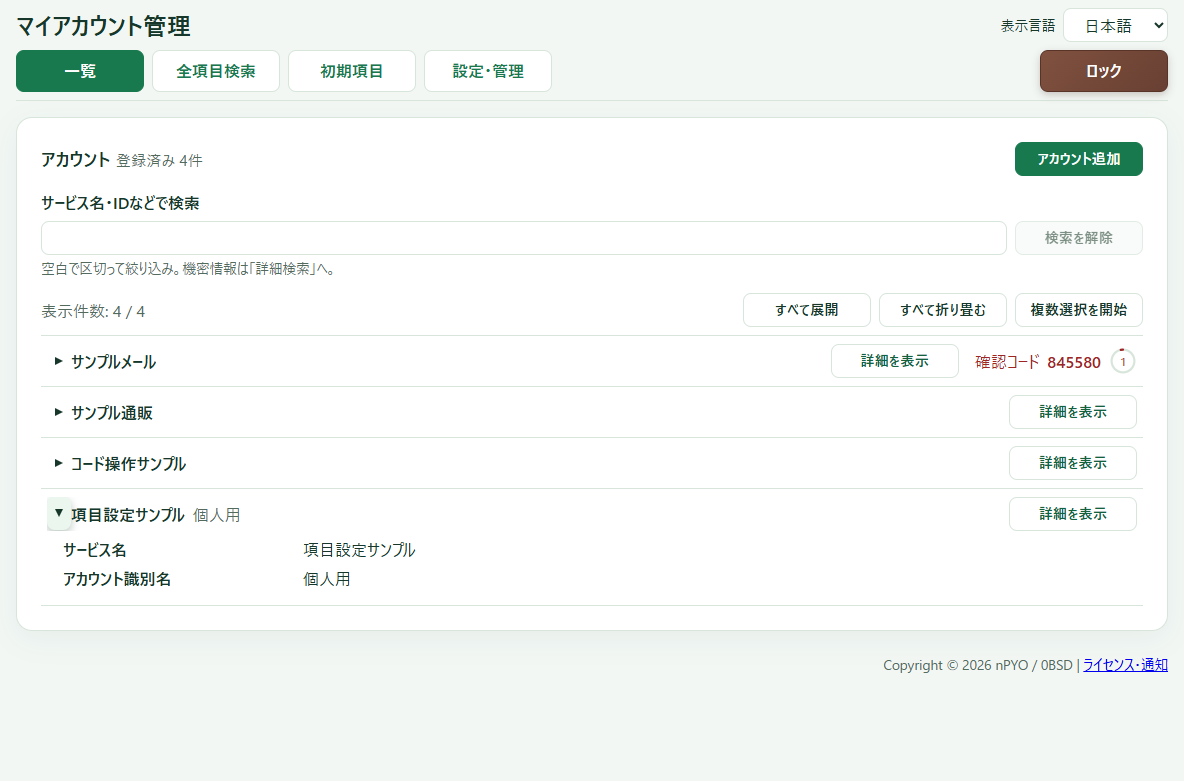 マイアカウント管理 表示言語 日本語
一覧 全項目検索 初期項目 設定・管理 ロック
アカウント 登録済み 4件 アカウント追加
サービス名・IDなどで検索
検索を解除
空白で区切って絞り込み。機密情報は「詳細検索」へ。
表示件数: 4 / 4 すべて展開 すべて折り畳む 複数選択を開始
▶ サンプルメール 詳細を表示 確認コード 845580 1
▶ サンプル通販 詳細を表示
▶ コード操作サンプル 詳細を表示
▼ 項目設定サンプル 個人用 詳細を表示
サービス名 項目設定サンプル
アカウント識別名 個人用
Copyright © 2026 nPYO / 0BSD | ライセンス・通知